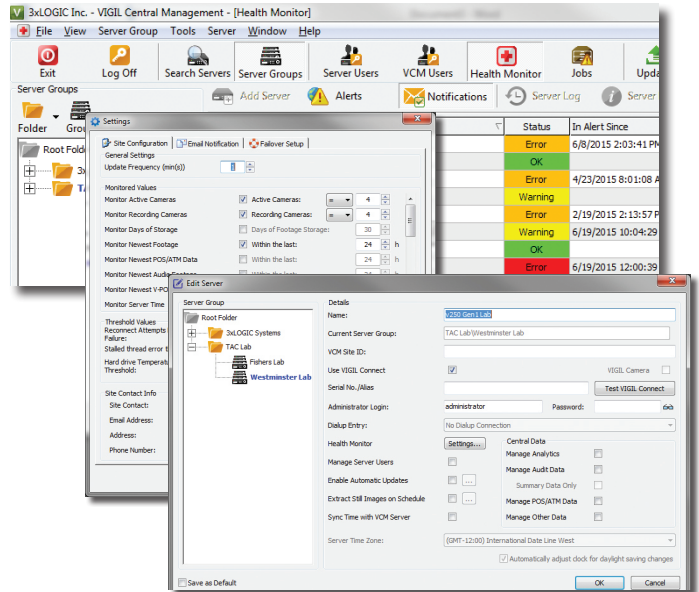 3xLOGIC Inc. - VIGIL Central Management - [Health Monitor]
File View Server Group Tools Server Window Help
Exit Log Off Search Servers Server Groups Server Users VCM Users Health Monitor Jobs
Server Groups
Add Server Alerts Notifications Server Log Server
Folder
Status In Alert Since
Error 6/8/2015 2:03:41 PM
OK
Error 4/23/2015 8:01:08 A
Warning
Error 2/19/2015 2:13:57 P
Warning 6/19/2015 10:04:29
OK
Error 6/19/2015 12:00:39
Root Fold
Settings
Site Configuration Email Notification Failover Setup
General Settings
Update Frequency (min(s))
Monitored Values
Monitor Active Cameras Active Cameras: = 4
Monitor Recording Cameras Recording Cameras: = 4
Monitor Days of Storage Days of Footage Storage: 30
Monitor Newest Footage Within the last: 24 h
Monitor Newest POS/ATM Data Within the last: 24 h
Monitor Newest Audio Footage Within the last: 24 h
Monitor Newest V-PO
Monitor Server Time
Threshold Values
Reconnect Attempts
Failure:
Stalled thread error t
Hard drive Temperatu
Threshold:
Site Contact Info
Site Contact:
Email Address:
Address:
Phone Number:
Edit Server
Server Group
Root Folder
3xLOGIC Systems
TAC Lab
Fishers Lab
Westminster Lab
Details
Name: V250 Gen1 Lab
Current Server Group: TAC Lab\Westminster Lab
VCM Site ID:
Use VIGIL Connect VIGIL Camera
Serial No./Alias Test VIGIL Connect
Administrator Login: administrator Password:
Dialup Entry: No Dialup Connection
Health Monitor Settings... Central Data
Manage Analytics
Manage Server Users Manage Audit Data
Enable Automatic Updates ... Summary Data Only
Extract Still Images on Schedule ... Manage POS/ATM Data
Sync Time with VCM Server Manage Other Data
Server Time Zone: (GMT-12:00) International Date Line West
Automatically adjust clock for daylight saving changes
Save as Default OK Cancel